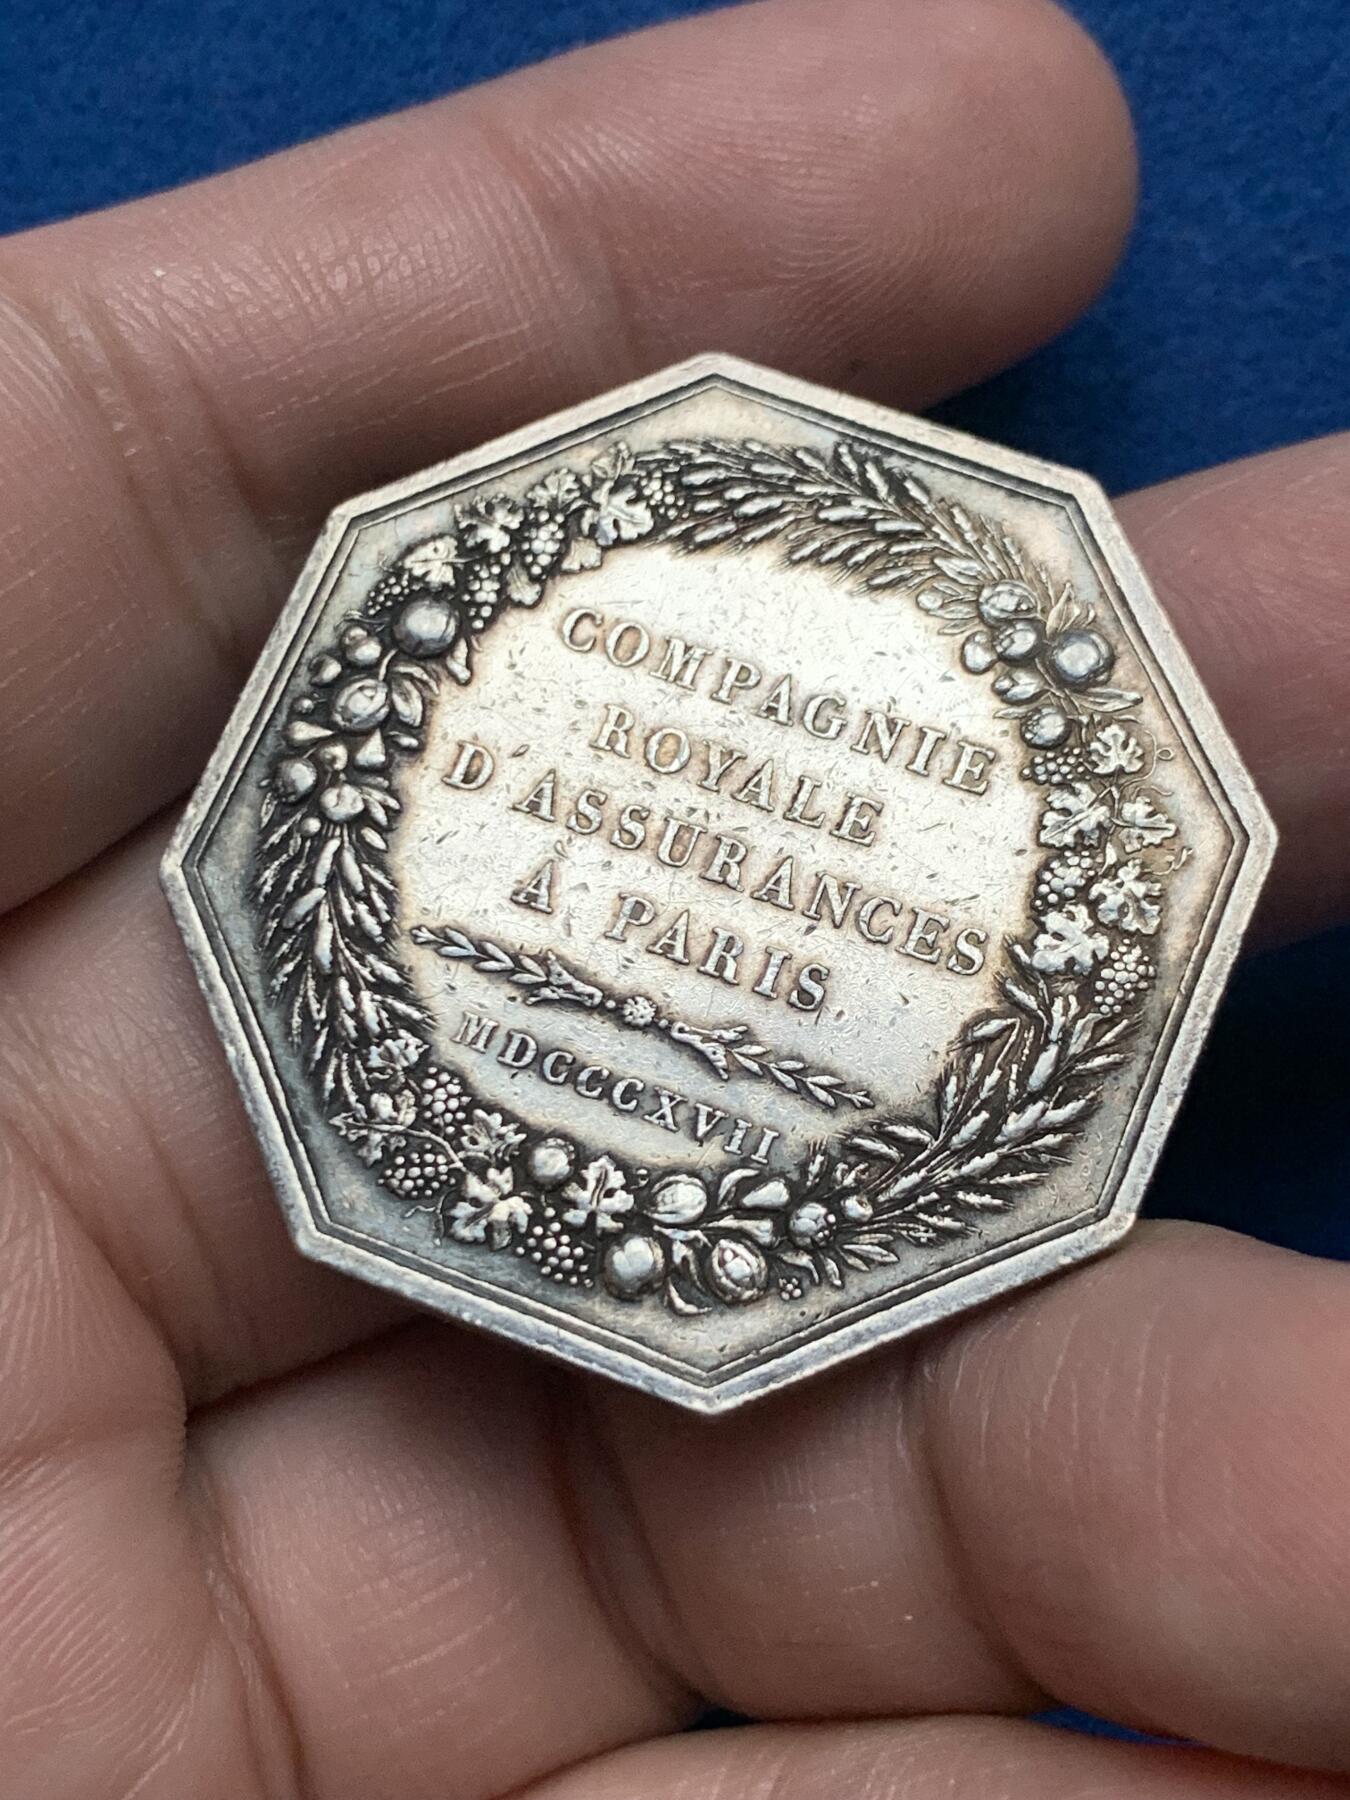 COMPAGNIE
ROYALE
D'ASSURANCES
À PARIS.
MDCCCXVII